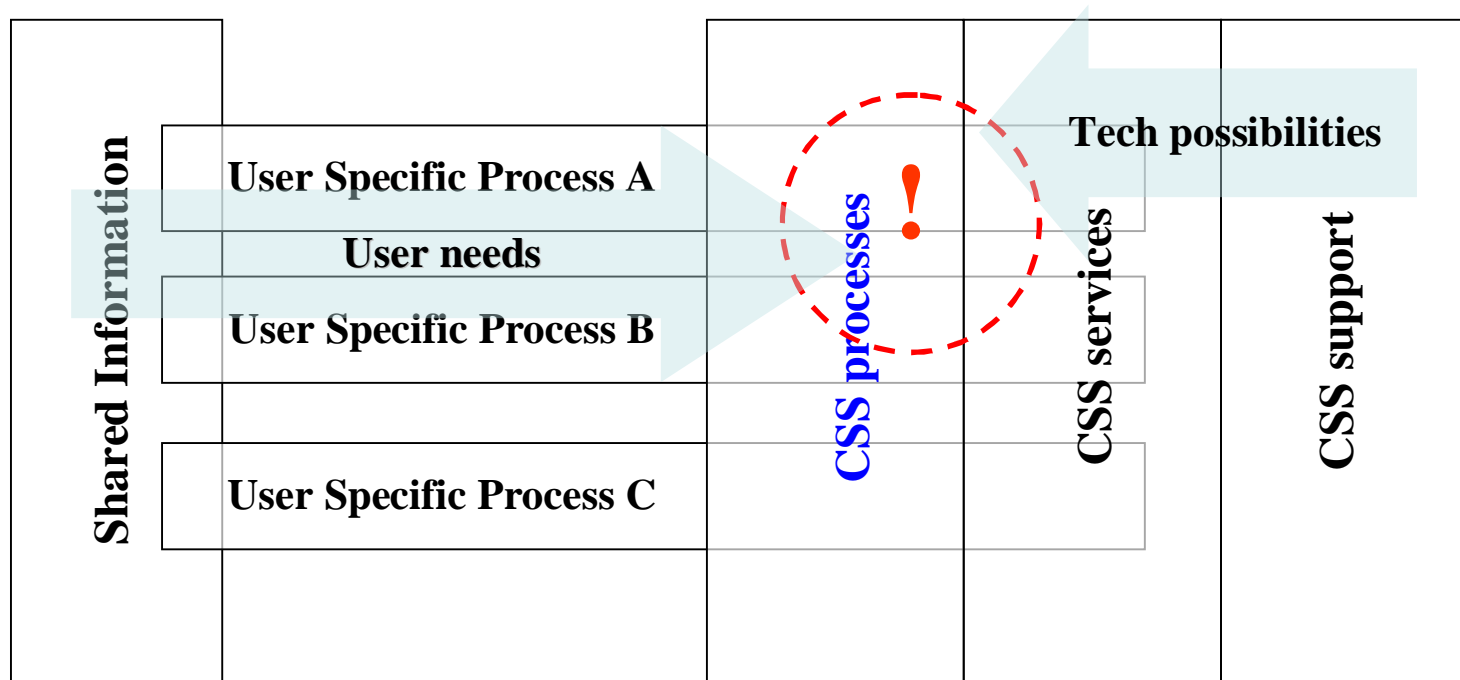 Shared Information
User Specific Process A
User needs
User Specific Process B
User Specific Process C
CSS processes
!
CSS services
Tech possibilities
CSS support